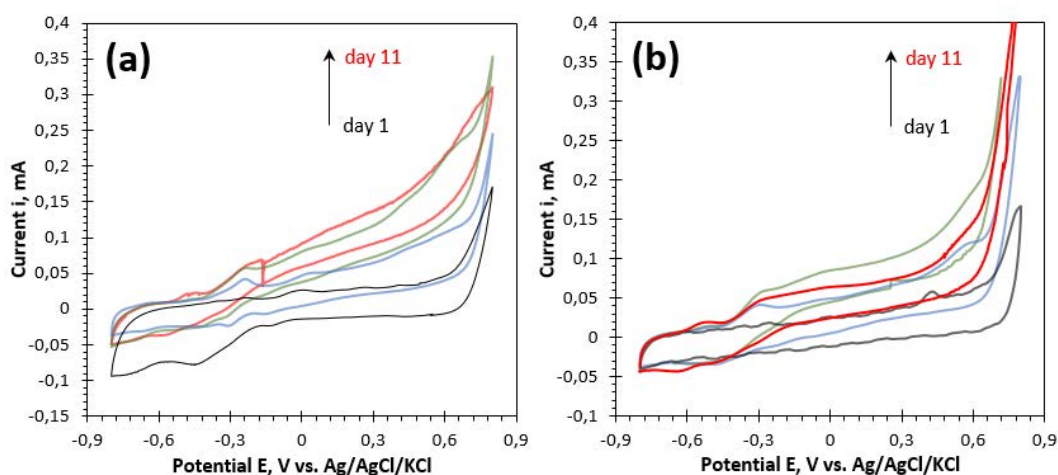 (a)
day 11
day 1
Current i, mA
0,4
0,35
0,3
0,25
0,2
0,15
0,1
0,05
0
-0,05
-0,1
-0,15
-0,9 -0,6 -0,3 0 0,3 0,6 0,9
Potential E, V vs. Ag/AgCl/KCl
(b)
day 11
day 1
Current i, mA
0,4
0,35
0,3
0,25
0,2
0,15
0,1
0,05
0
-0,05
-0,1
-0,9 -0,6 -0,3 0 0,3 0,6 0,9
Potential E, V vs. Ag/AgCl/KCl